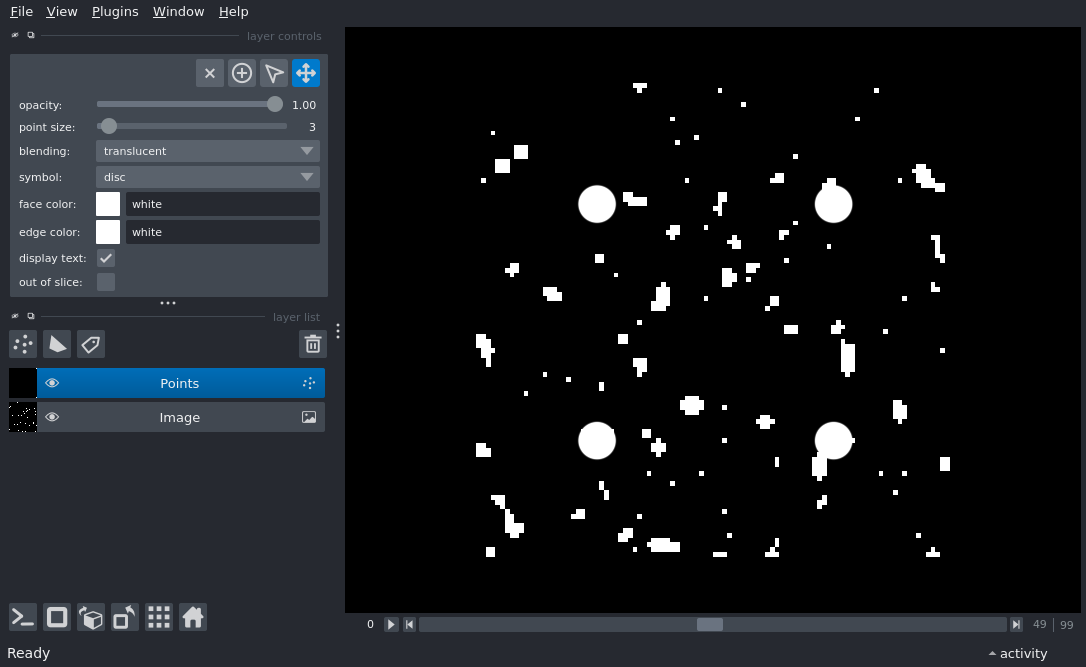 File View Plugins Window Help
layer controls
opacity: 1.00
point size: 3
blending: translucent
symbol: disc
face color: white
edge color: white
display text:
out of slice:
layer list
Points
Image
0 49 | 99
Ready activity